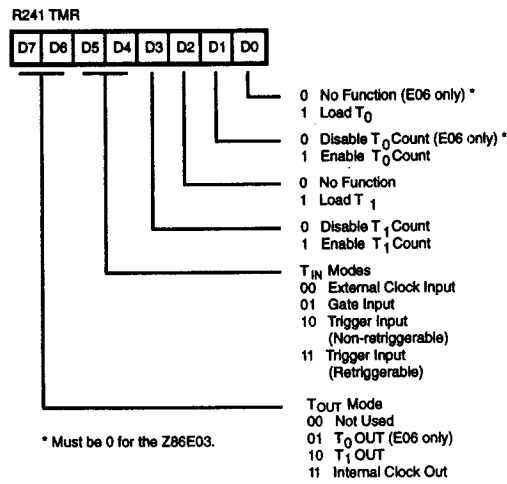 R241 TMR
D7 D6 D5 D4 D3 D2 D1 D0
0 No Function (E06 only) *
1 Load T0
0 Disable T0 Count (E06 only) *
1 Enable T0 Count
0 No Function
1 Load T1
0 Disable T1 Count
1 Enable T1 Count
TIN Modes
00 External Clock Input
01 Gate Input
10 Trigger Input
(Non-retriggerable)
11 Trigger Input
(Retriggerable)
TOUT Mode
00 Not Used
01 T0 OUT (E06 only)
10 T1 OUT
11 Internal Clock Out
* Must be 0 for the Z86E03.